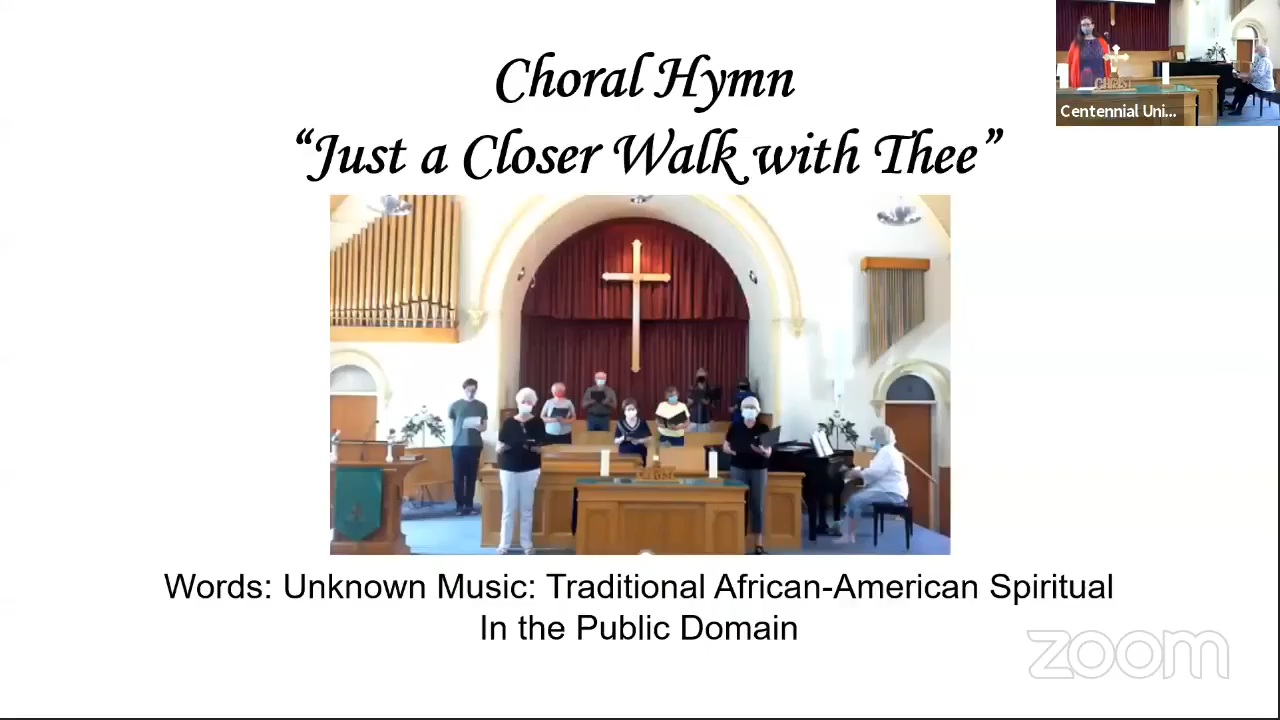 Choral Hymn
“Just a Closer Walk with Thee”
Centennial Uni...
CHRIST
Words: Unknown Music: Traditional African-American Spiritual
In the Public Domain
zoom